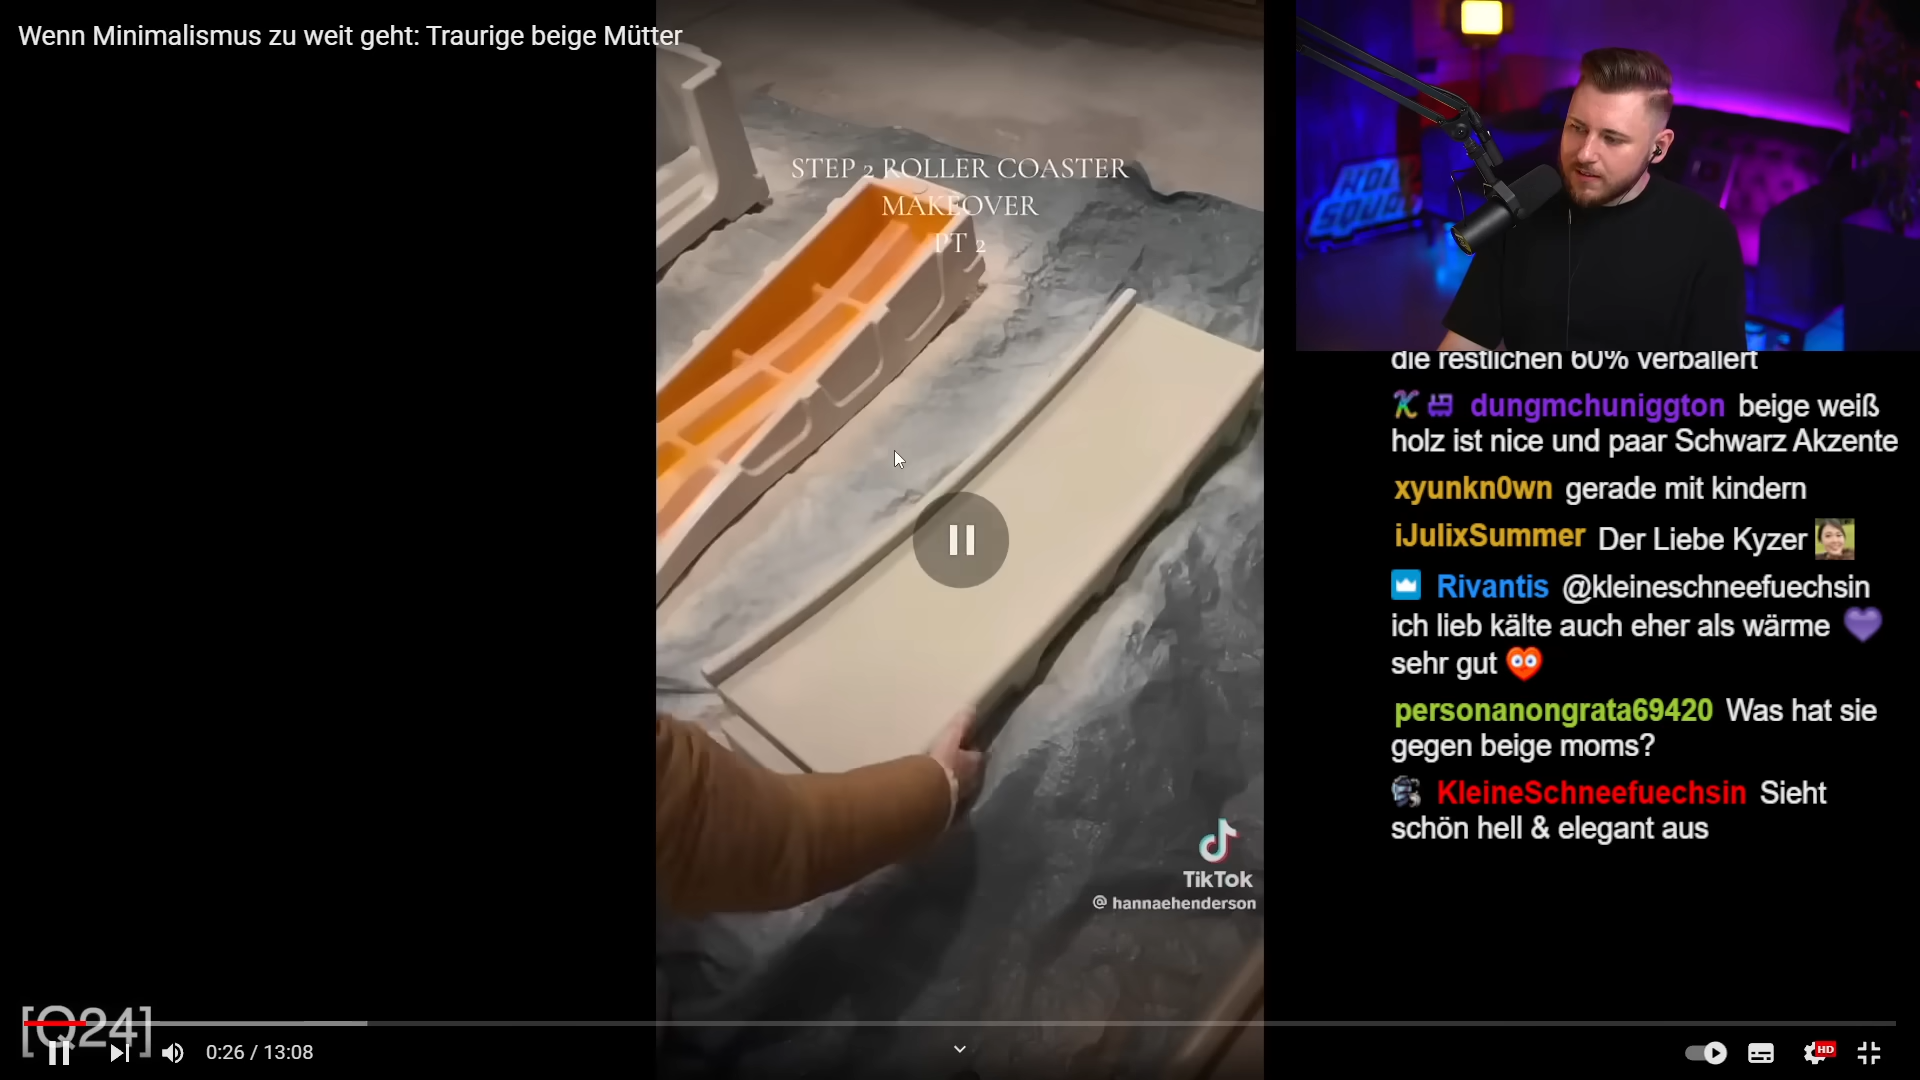 Wenn Minimalismus zu weit geht: Traurige beige Mütter
STEP 2 ROLLER COASTER
MAKEOVER
PT 2
HOL
SQUAD
die restlichen 60% verballert
dungmchuniggton beige weiß
holz ist nice und paar Schwarz Akzente
xyunkn0wn gerade mit kindern
iJulixSummer Der Liebe Kyzer
Rivantis @kleineschneefuechsin
ich lieb kälte auch eher als wärme
sehr gut
personanongrata69420 Was hat sie
gegen beige moms?
KleineSchneefuechsin Sieht
schön hell & elegant aus
TikTok
@ hannaehenderson
[Q24]
0:26 / 13:08
HD